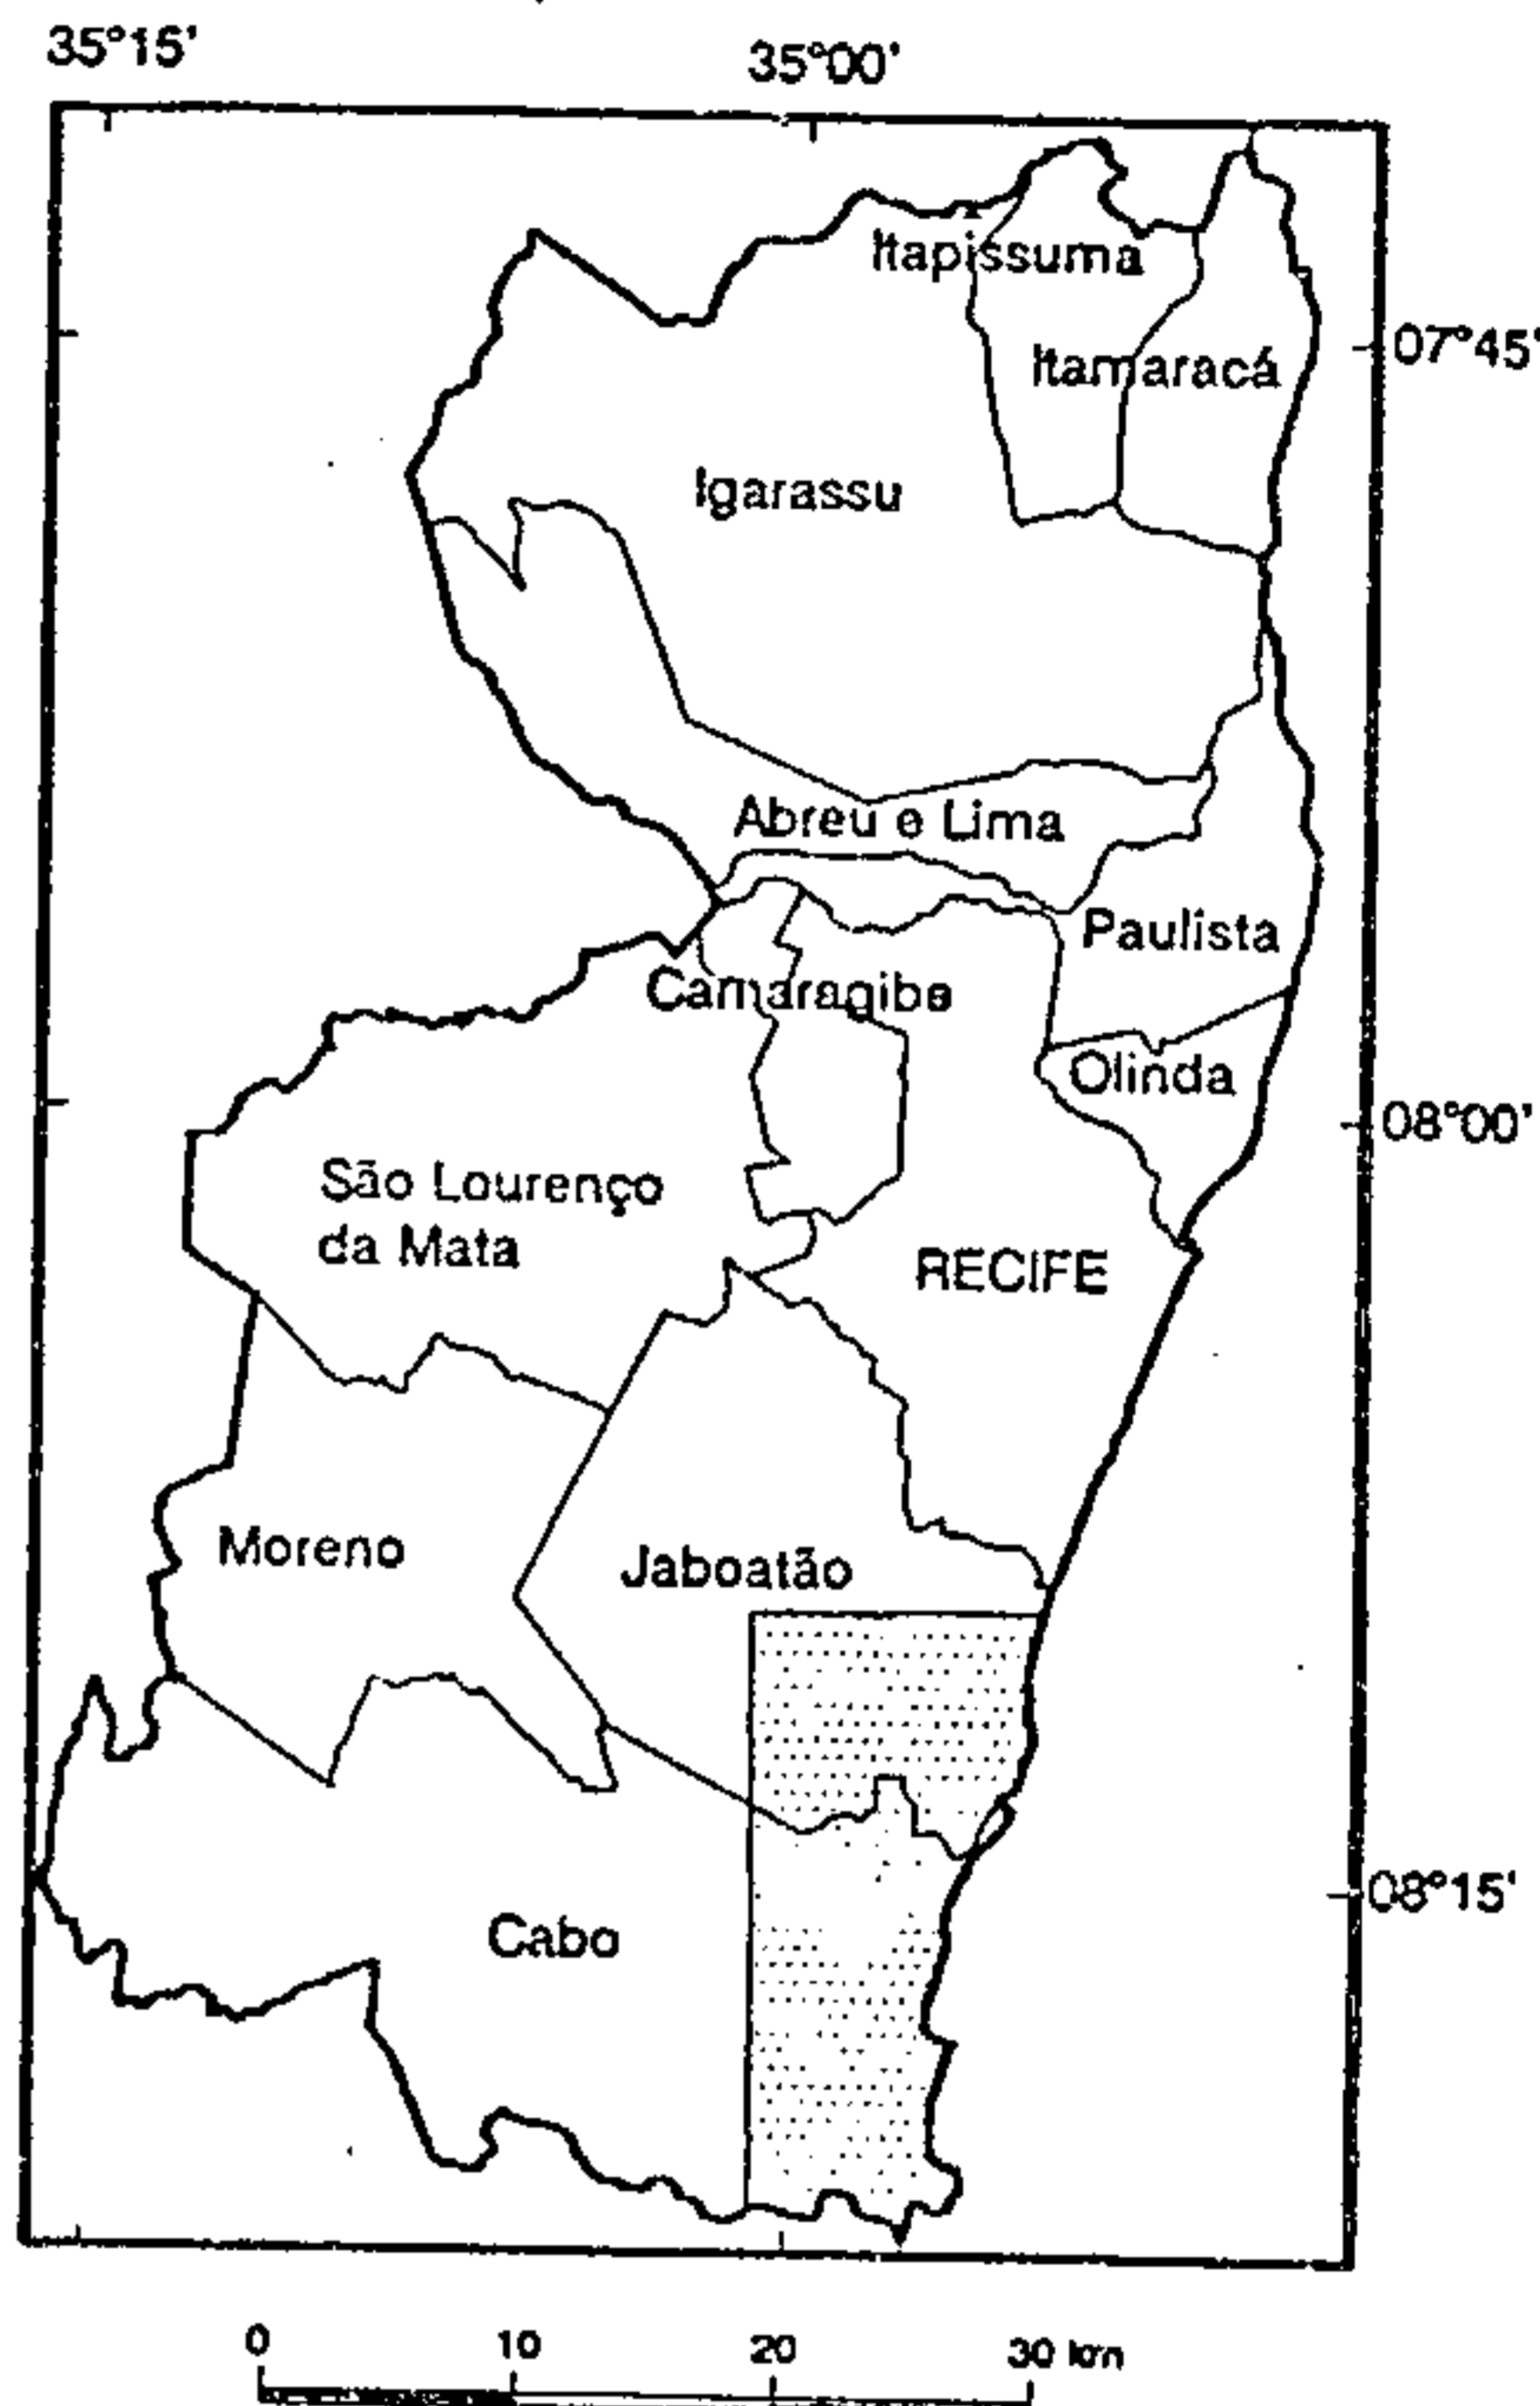 35°15'
35°00'
Itapissuma
07°45'
Itamaracá
Igarassu
Abreu e Lima
Paulista
Camaragibe
Olinda
08°00'
São Lourenço
da Mata
RECIFE
Moreno
Jaboatão
08°15'
Cabo
0 10 20 30 km